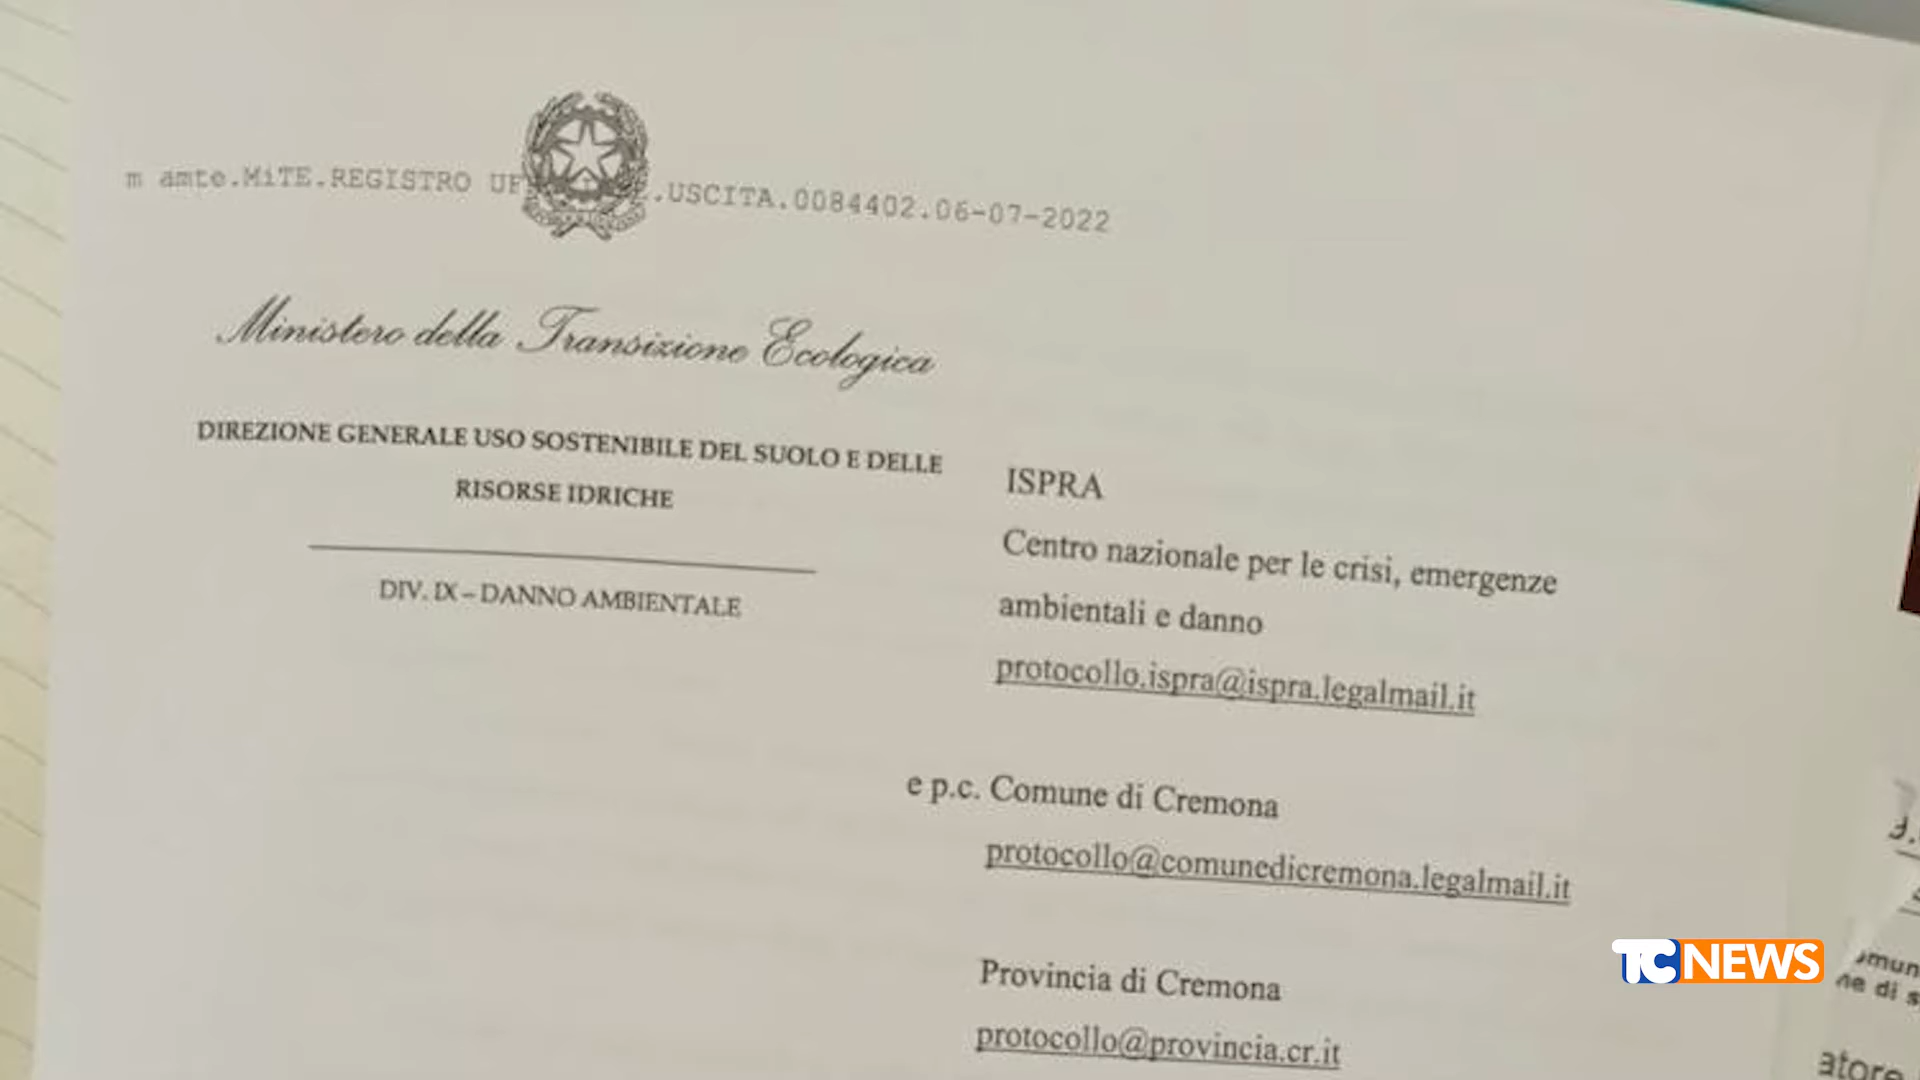 m amte.MiTE.REGISTRO UF .USCITA.0084402.06-07-2022
Ministero della Transizione Ecologica
DIREZIONE GENERALE USO SOSTENIBILE DEL SUOLO E DELLE
RISORSE IDRICHE
DIV. IX – DANNO AMBIENTALE
ISPRA
Centro nazionale per le crisi, emergenze
ambientali e danno
protocollo.ispra@ispra.legalmail.it
e p.c. Comune di Cremona
protocollo@comunedicremona.legalmail.it
Provincia di Cremona
protocollo@provincia.cr.it
TC NEWS